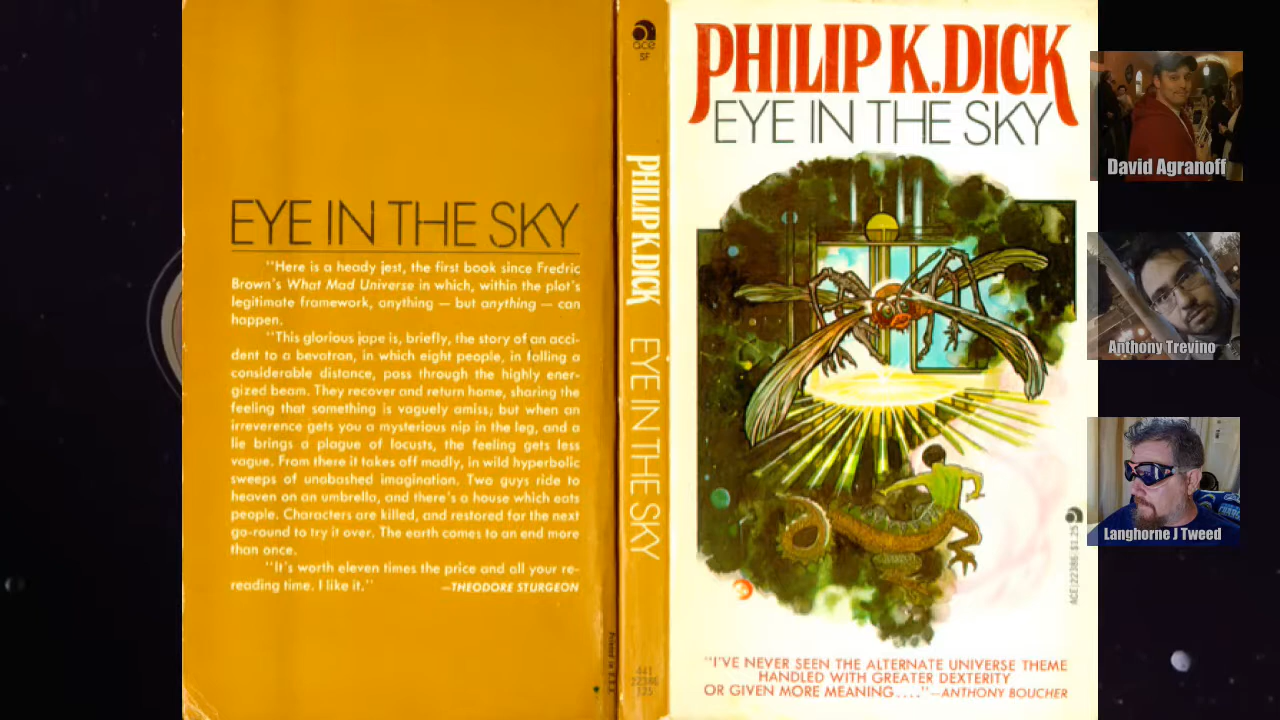 EYE IN THE SKY
"Here is a heady jest, the first book since Fredric
Brown's What Mad Universe in which, within the plot's
legitimate framework, anything — but anything — can
happen.
"This glorious jape is, briefly, the story of an acci-
dent to a bevatron, in which eight people, in falling a
considerable distance, pass through the highly ener-
gized beam. They recover and return home, sharing the
feeling that something is vaguely amiss; but when an
irreverence gets you a mysterious nip in the leg, and a
lie brings a plague of locusts, the feeling gets less
vague. From there it takes off madly, in wild hyperbolic
sweeps of unabashed imagination. Two guys ride to
heaven on an umbrella, and there's a house which eats
people. Characters are killed, and restored for the next
go-round to try it over. The earth comes to an end more
than once.
"It's worth eleven times the price and all your re-
reading time. I like it."  —THEODORE STURGEON
Printed in U.S.A.
ace
SF
PHILIP K. DICK EYE IN THE SKY
441
22386
125
PHILIP K. DICK
EYE IN THE SKY
ACE 22386 $1.25
"I'VE NEVER SEEN THE ALTERNATE UNIVERSE THEME
HANDLED WITH GREATER DEXTERITY
OR GIVEN MORE MEANING...."—ANTHONY BOUCHER
David Agranoff
Anthony Trevino
Langhorne J Tweed